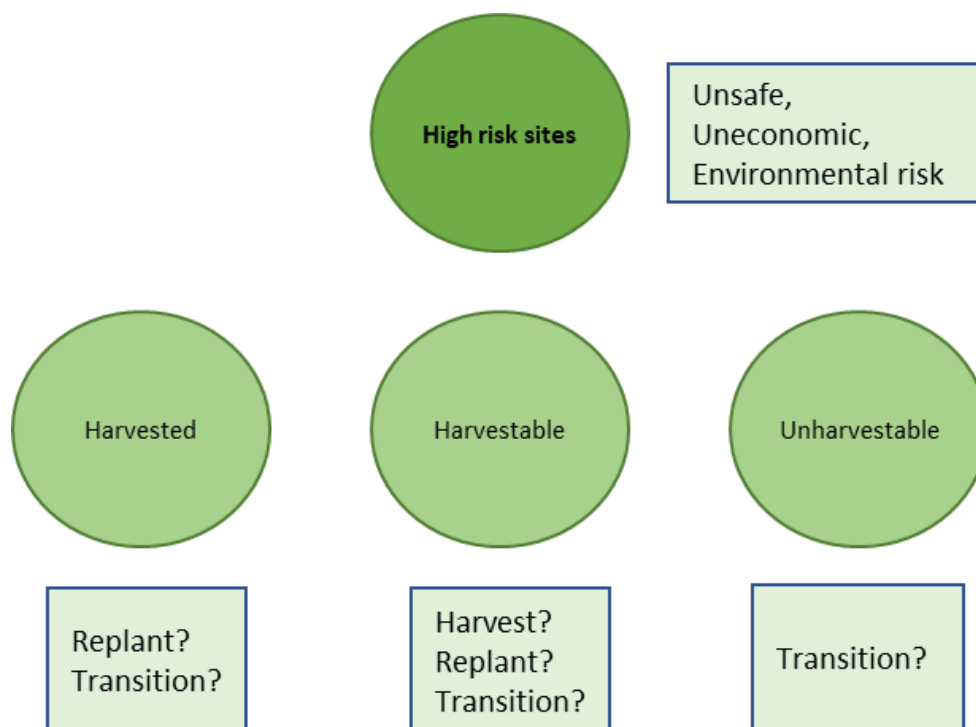 High risk sites
Unsafe,
Uneconomic,
Environmental risk
Harvested
Harvestable
Unharvestable
Replant?
Transition?
Harvest?
Replant?
Transition?
Transition?